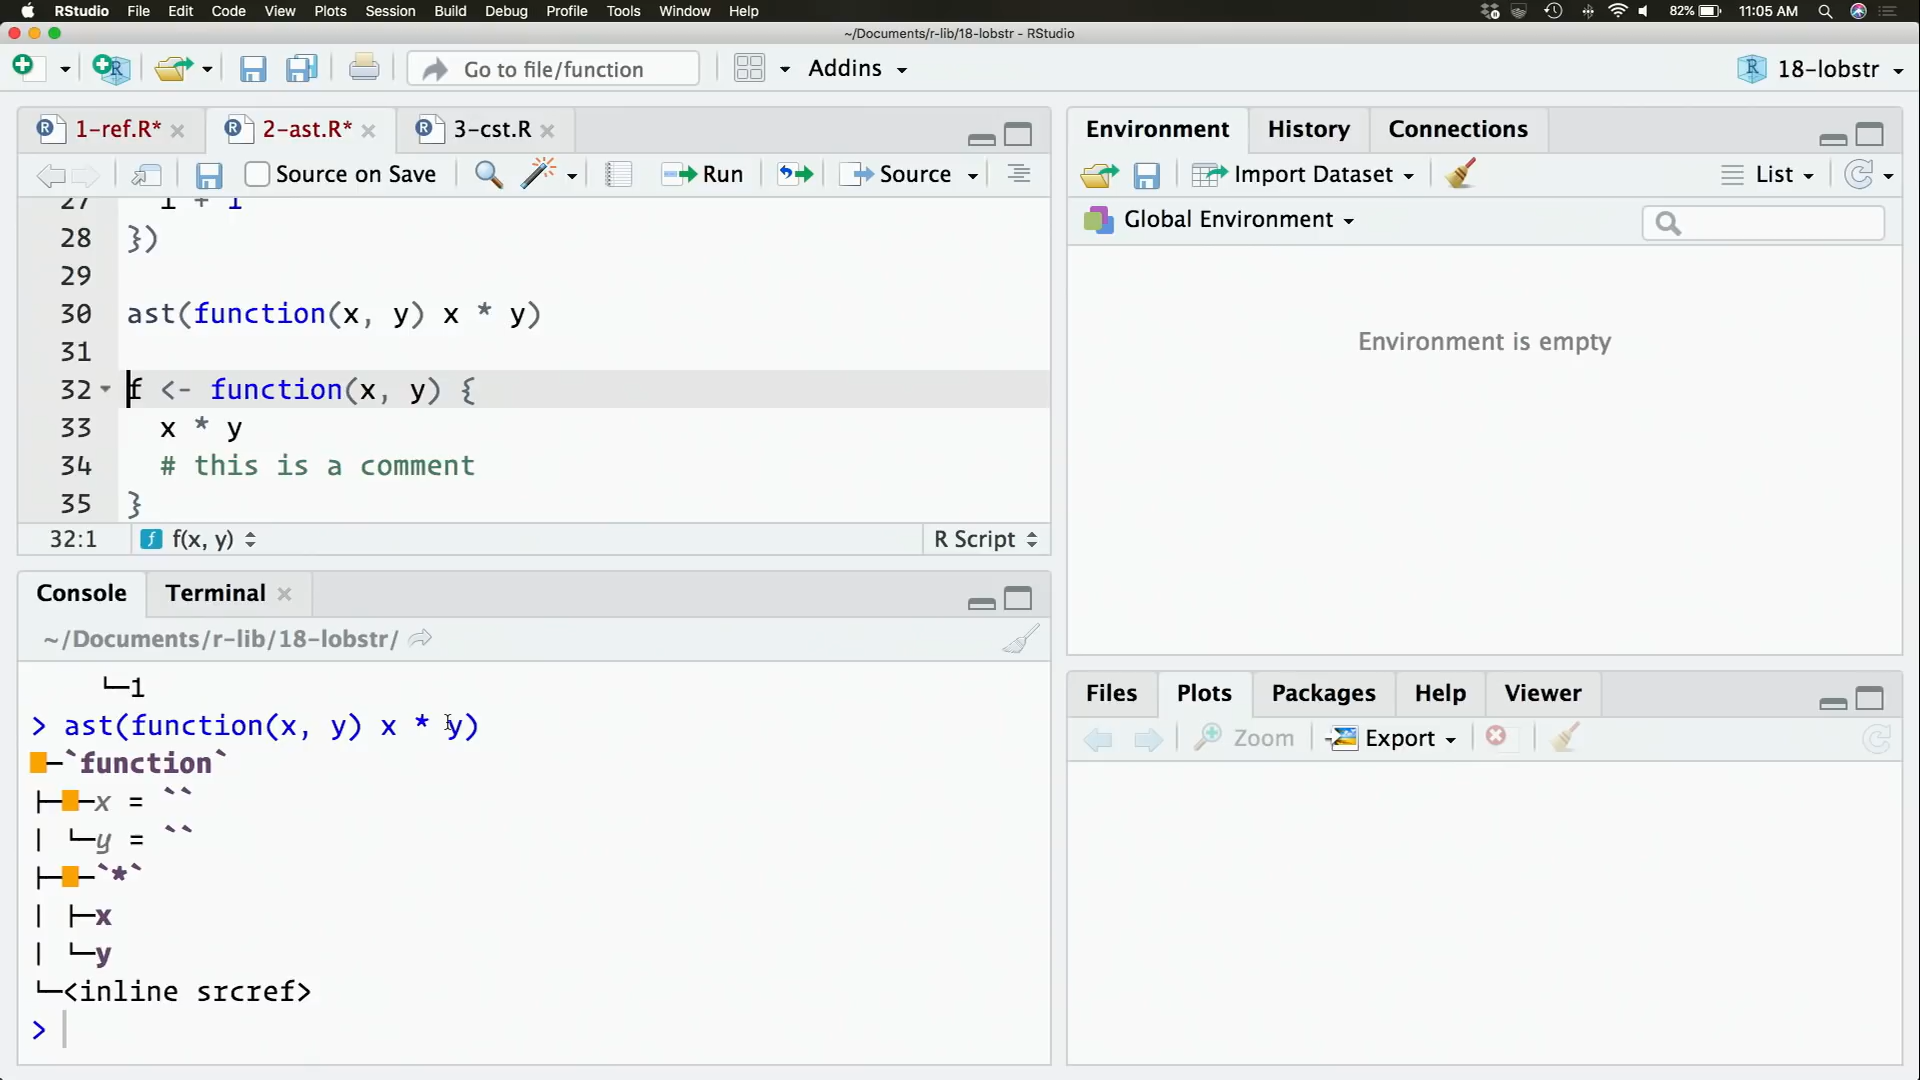 RStudio File Edit Code View Plots Session Build Debug Profile Tools Window Help 82% 11:05 AM
~/Documents/r-lib/18-lobstr - RStudio
Go to file/function Addins 18-lobstr
1-ref.R* 2-ast.R* 3-cst.R
Source on Save Run Source
28 })
29
30 ast(function(x, y) x * y)
31
32 f <- function(x, y) {
33 x * y
34 # this is a comment
35 }
32:1 f(x, y) R Script
Console Terminal
~/Documents/r-lib/18-lobstr/
└─1
> ast(function(x, y) x * y)
█─`function`
├─█─x = ``
│ └─y = ``
├─█─`*`
│ ├─x
│ └─y
└─<inline srcref>
>
Environment History Connections
Import Dataset List
Global Environment
Environment is empty
Files Plots Packages Help Viewer
Zoom Export